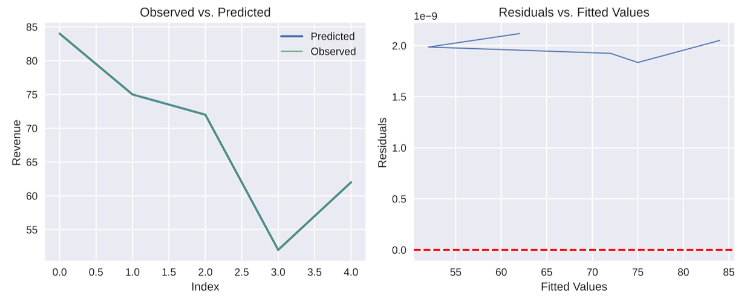 Observed vs. Predicted
85
80
75
70
65
60
55
Revenue
Predicted
Observed
0.0 0.5 1.0 1.5 2.0 2.5 3.0 3.5 4.0
Index
Residuals vs. Fitted Values
1e−9
2.0
1.5
1.0
0.5
0.0
Residuals
55 60 65 70 75 80 85
Fitted Values